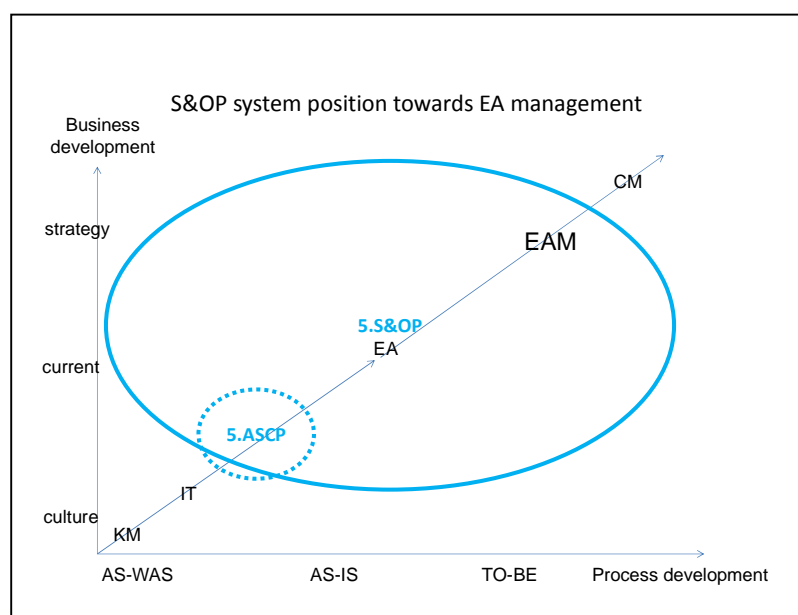 S&OP system position towards EA management
Business
development
CM
strategy
EAM
5.S&OP
EA
current
5.ASCP
IT
culture
KM
AS-WAS AS-IS TO-BE Process development